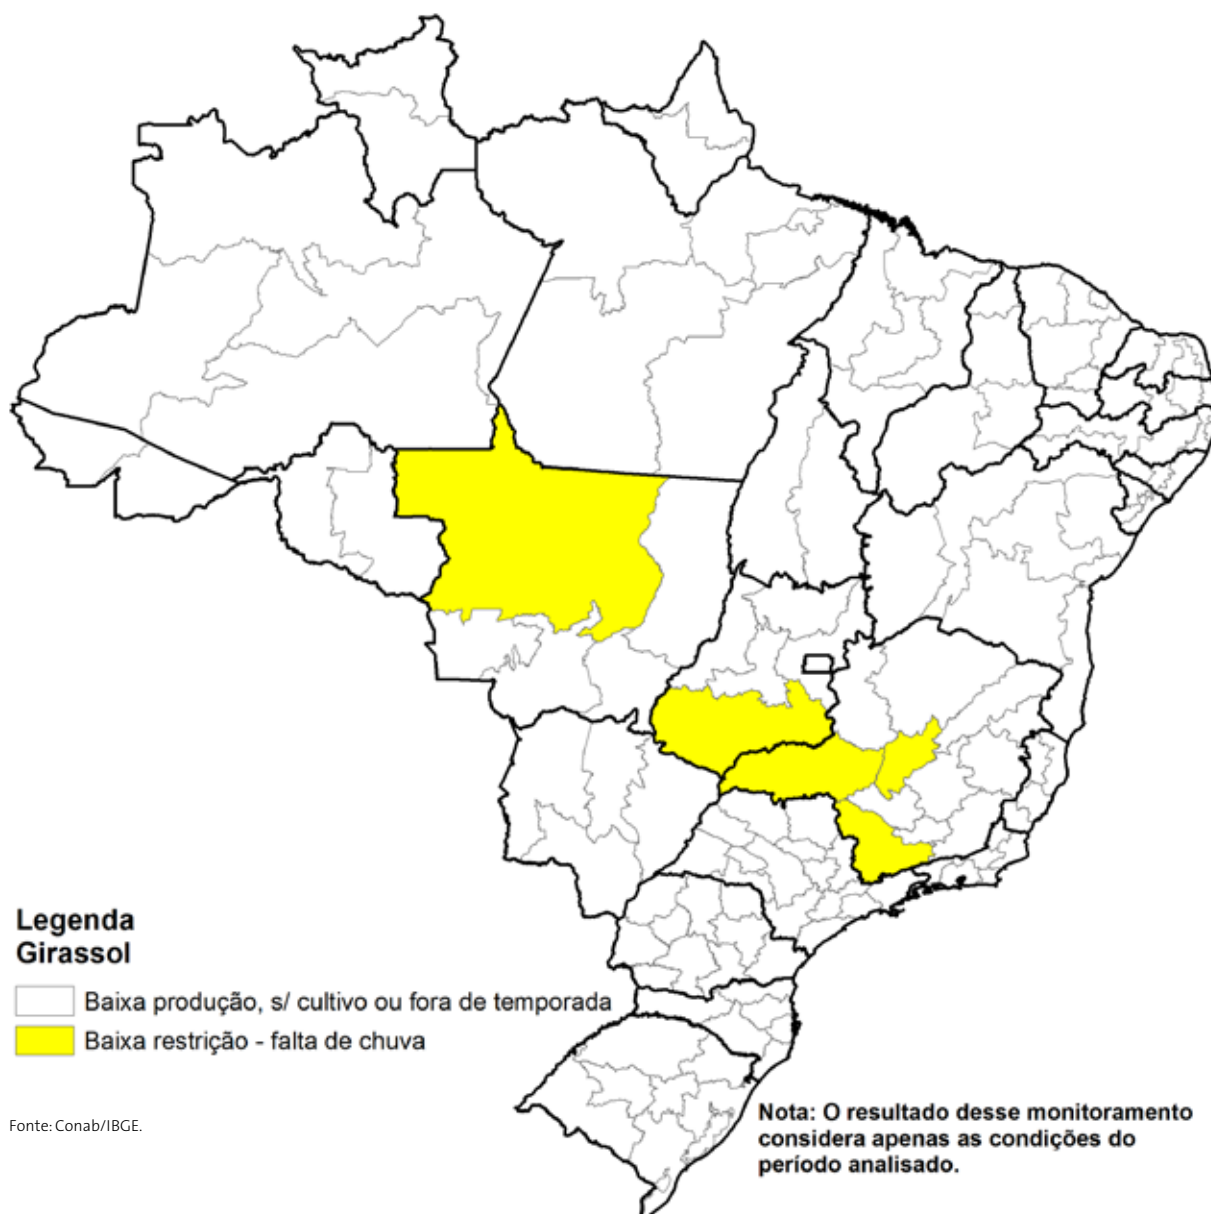 Legenda
Girassol
Baixa produção, s/ cultivo ou fora de temporada
Baixa restrição - falta de chuva
Fonte: Conab/IBGE.
Nota: O resultado desse monitoramento
considera apenas as condições do
período analisado.